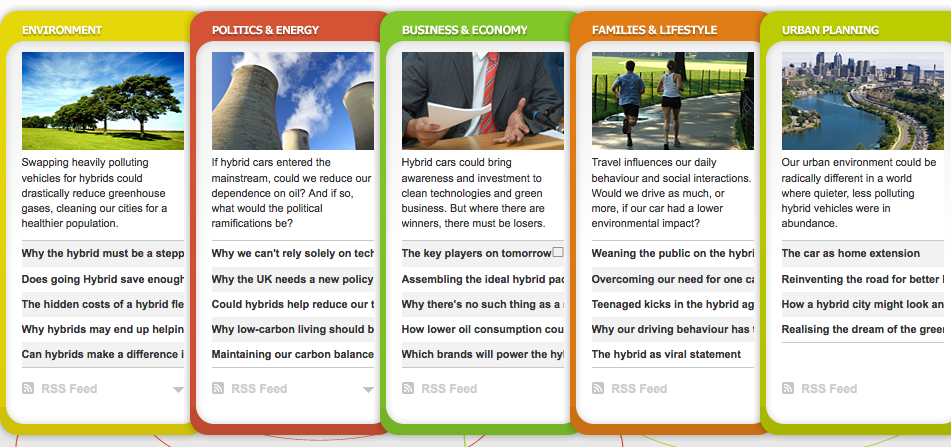 ENVIRONMENT
Swapping heavily polluting
vehicles for hybrids could
drastically reduce greenhouse
gases, cleaning our cities for a
healthier population.
Why the hybrid must be a stepp
Does going Hybrid save enough
The hidden costs of a hybrid fle
Why hybrids may end up helpin
Can hybrids make a difference i
RSS Feed
POLITICS & ENERGY
If hybrid cars entered the
mainstream, could we reduce our
dependence on oil? And if so,
what would the political
ramifications be?
Why we can't rely solely on tech
Why the UK needs a new policy
Could hybrids help reduce our t
Why low-carbon living should b
Maintaining our carbon balance
RSS Feed
BUSINESS & ECONOMY
Hybrid cars could bring
awareness and investment to
clean technologies and green
business. But where there are
winners, there must be losers.
The key players on tomorrow
Assembling the ideal hybrid pac
Why there's no such thing as a
How lower oil consumption cou
Which brands will power the hy
RSS Feed
FAMILIES & LIFESTYLE
Travel influences our daily
behaviour and social interactions.
Would we drive as much, or
more, if our car had a lower
environmental impact?
Weaning the public on the hybri
Overcoming our need for one ca
Teenaged kicks in the hybrid ag
Why our driving behaviour has
The hybrid as viral statement
RSS Feed
URBAN PLANNING
Our urban environment could be
radically different in a world
where quieter, less polluting
hybrid vehicles were in
abundance.
The car as home extension
Reinventing the road for better
How a hybrid city might look an
Realising the dream of the gree
RSS Feed